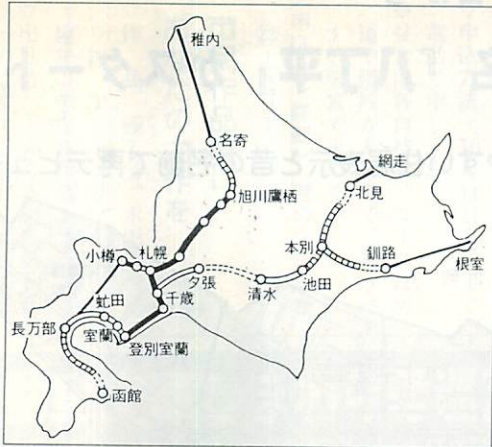 稚内
名寄
網走
北見
旭川鷹栖
本別
釧路
根室
小樽
札幌
夕張
清水
池田
虻田
千歳
長万部
室蘭
登別室蘭
函館